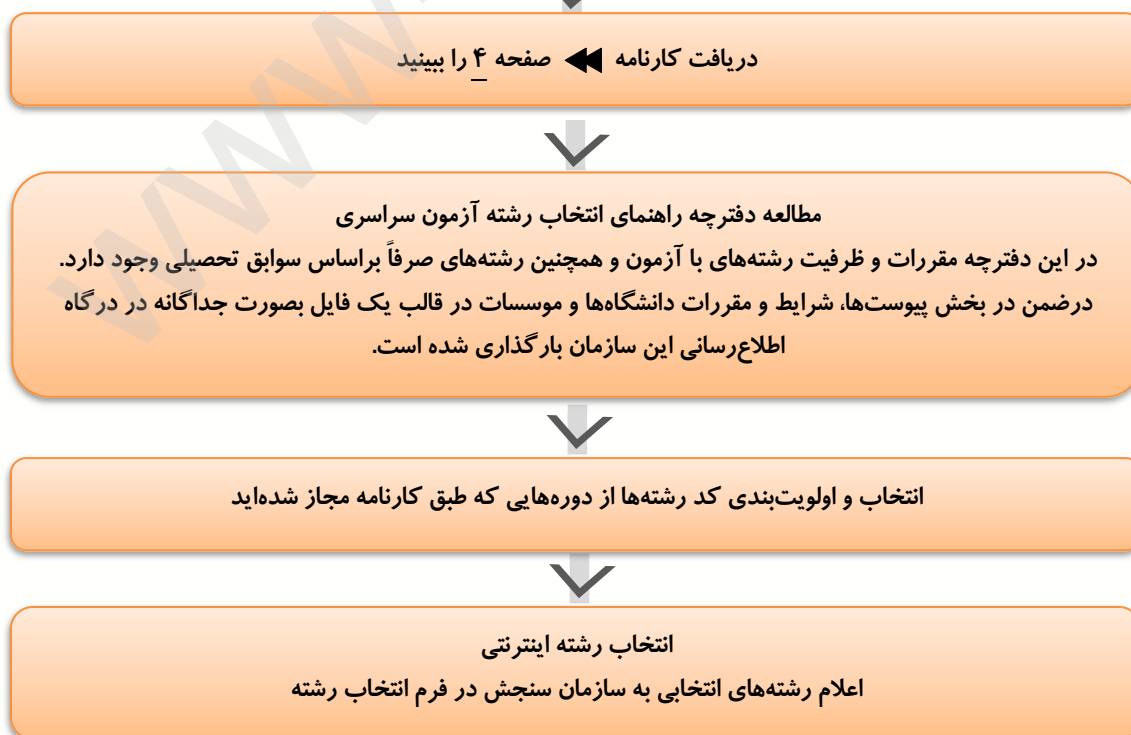 دریافت کارنامه ◀◀ صفحه ۴ را ببینید
مطالعه دفترچه راهنمای انتخاب رشته آزمون سراسری
در این دفترچه مقررات و ظرفیت رشته‌های با آزمون و همچنین رشته‌های صرفاً براساس سوابق تحصیلی وجود دارد.
درضمن در بخش پیوست‌ها، شرایط و مقررات دانشگاه‌ها و موسسات در قالب یک فایل بصورت جداگانه در درگاه
اطلاع‌رسانی این سازمان بارگذاری شده است.
انتخاب و اولویت‌بندی کد رشته‌ها از دوره‌هایی که طبق کارنامه مجاز شده‌اید
انتخاب رشته اینترنتی
اعلام رشته‌های انتخابی به سازمان سنجش در فرم انتخاب رشته